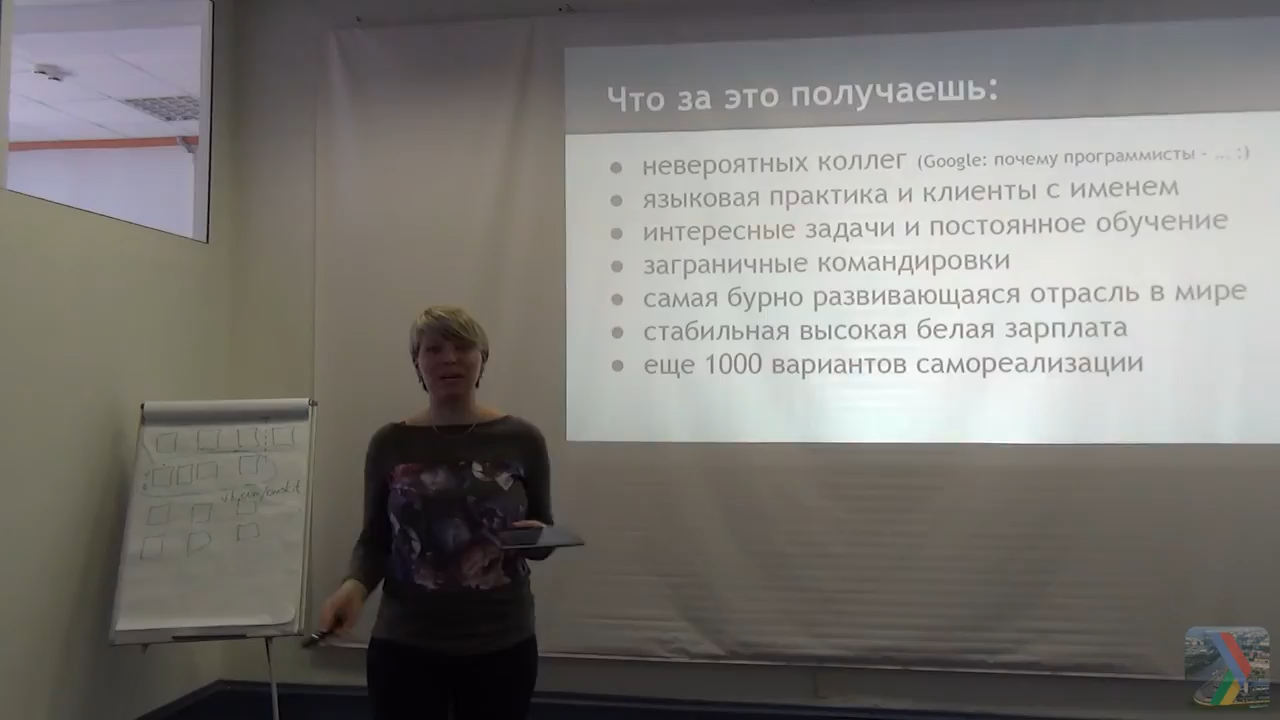 Что за это получаешь:
• невероятных коллег (Google: почему программисты - ... :)
• языковая практика и клиенты с именем
• интересные задачи и постоянное обучение
• заграничные командировки
• самая бурно развивающаяся отрасль в мире
• стабильная высокая белая зарплата
• еще 1000 вариантов самореализации